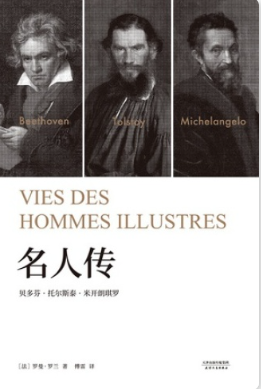 Beethoven
Tolstoy
Michelangelo
VIES DES
HOMMES ILLUSTRES
名人传
贝多芬·托尔斯泰·米开朗琪罗
［法］罗曼·罗兰 著 傅雷 译